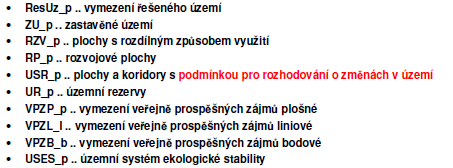 • ResUz_p .. vymezení řešeného území
• ZU_p .. zastavěné území
• RZV_p .. plochy s rozdílným způsobem využití
• RP_p .. rozvojové plochy
• USR_p .. plochy a koridory s podmínkou pro rozhodování o změnách v území
• UR_p .. územní rezervy
• VPZP_p .. vymezení veřejně prospěšných zájmů plošné
• VPZL_l .. vymezení veřejně prospěšných zájmů liniové
• VPZB_b .. vymezení veřejně prospěšných zájmů bodové
• USES_p .. územní systém ekologické stability